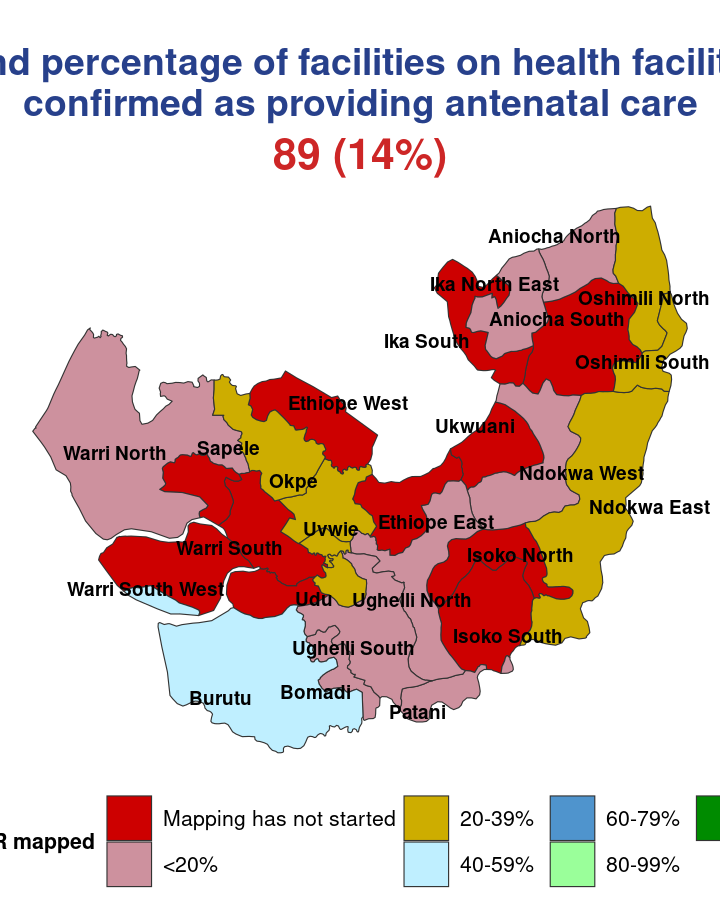 nd percentage of facilities on health facilit
confirmed as providing antenatal care
89 (14%)
Aniocha North
Ika North East
Oshimili North
Aniocha South
Ika South
Oshimili South
Ethiope West
Ukwuani
Sapele
Warri North
Ndokwa West
Okpe
Ndokwa East
Ethiope East
Uvwie
Warri South
Isoko North
Warri South West
Udu
Ughelli North
Isoko South
Ughelli South
Bomadi
Burutu
Patani
R mapped
Mapping has not started
20-39%
60-79%
<20%
40-59%
80-99%